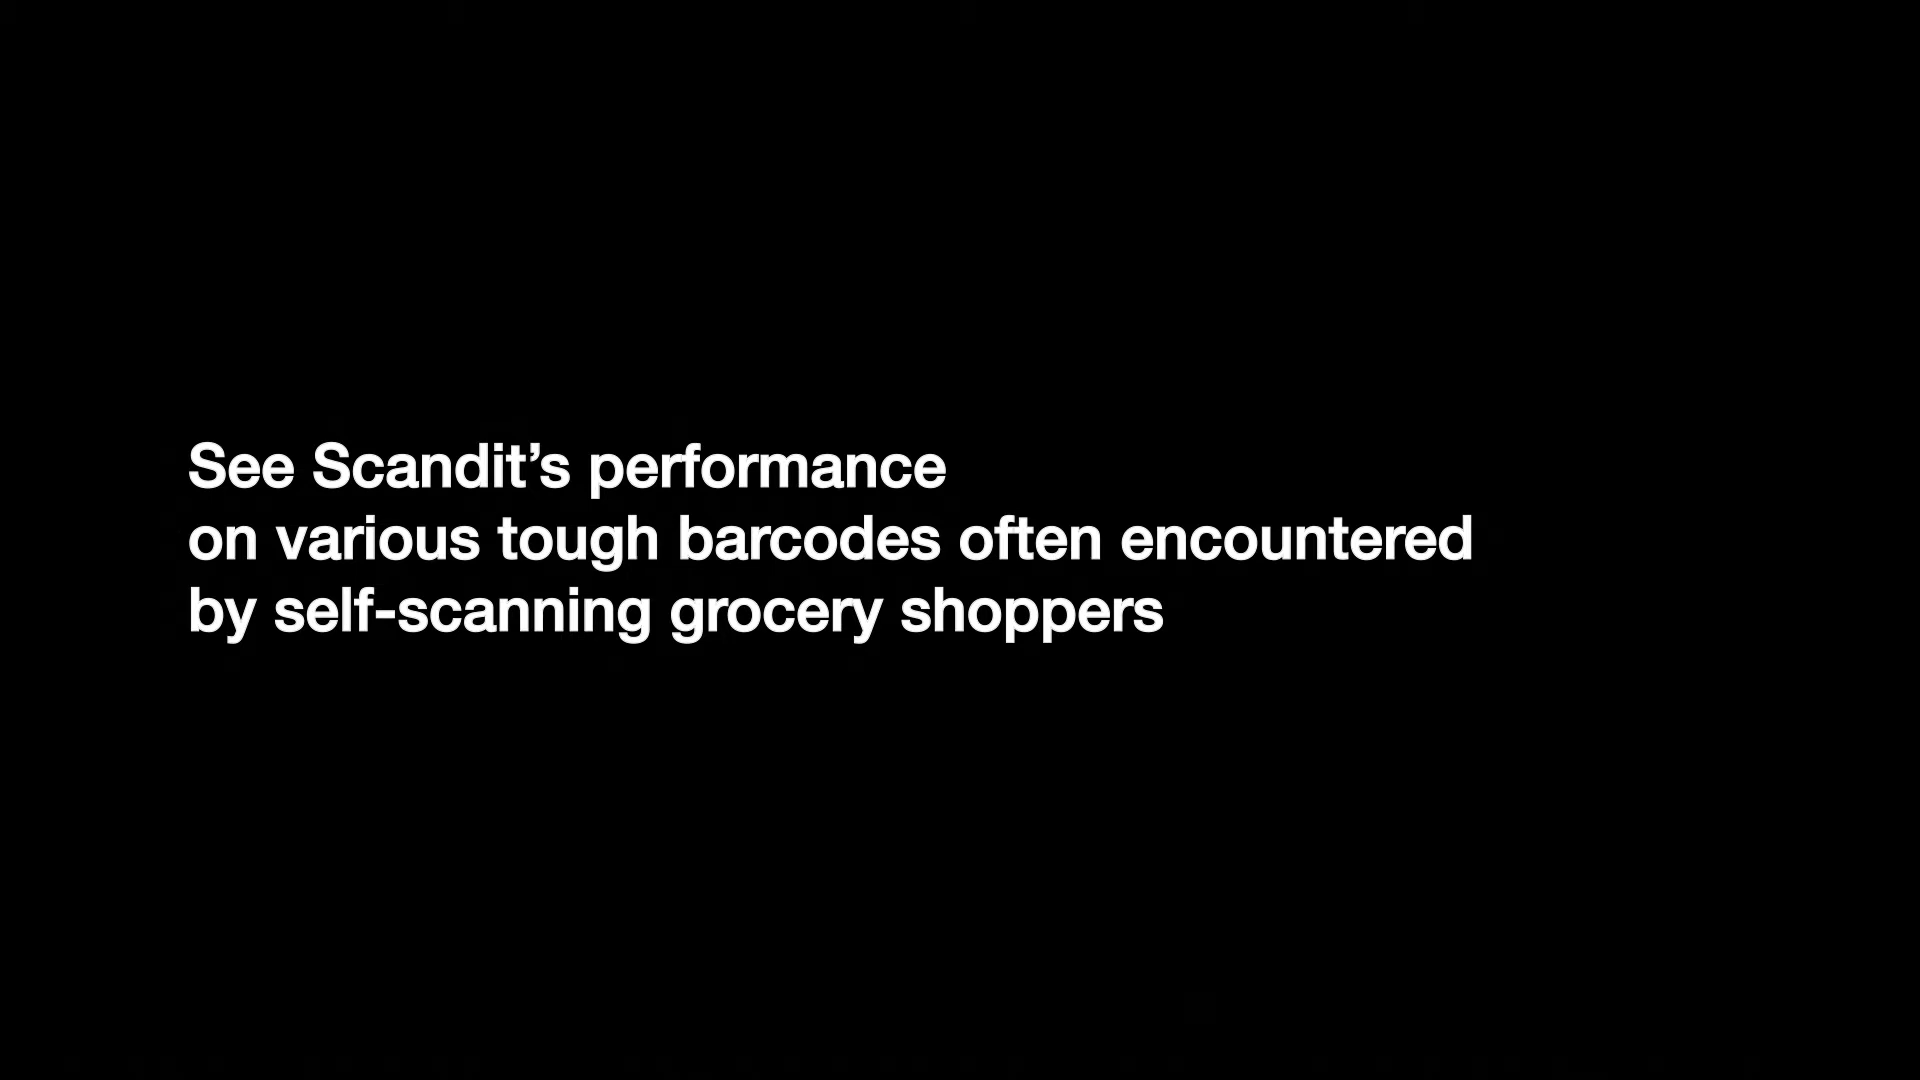 See Scandit’s performance
on various tough barcodes often encountered
by self-scanning grocery shoppers